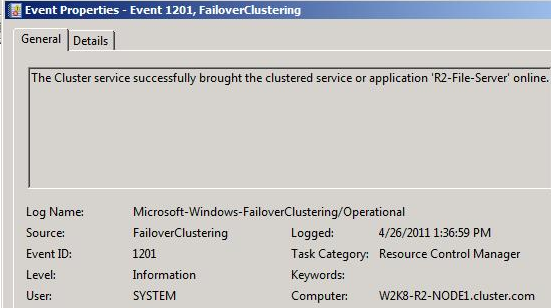 Event Properties - Event 1201, FailoverClustering
General Details
The Cluster service successfully brought the clustered service or application 'R2-File-Server' online.
Log Name: Microsoft-Windows-FailoverClustering/Operational
Source: FailoverClustering Logged: 4/26/2011 1:36:59 PM
Event ID: 1201 Task Category: Resource Control Manager
Level: Information Keywords:
User: SYSTEM Computer: W2K8-R2-NODE1.cluster.com